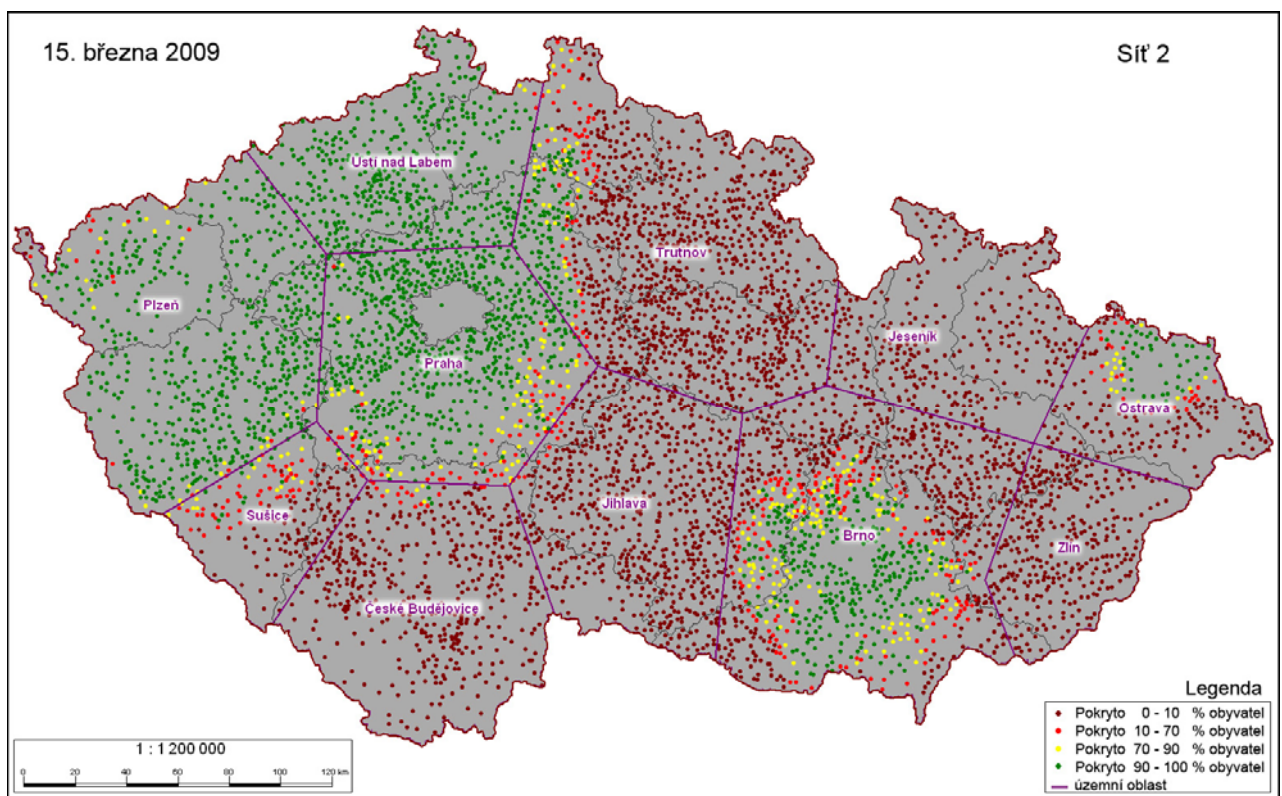 15. března 2009
Síť 2
Ústí nad Labem
Trutnov
Plzeň
Jeseník
Praha
Ostrava
Sušice
Jihlava
Brno
Zlín
České Budějovice
Legenda
Pokryto 0 - 10 % obyvatel
Pokryto 10 - 70 % obyvatel
Pokryto 70 - 90 % obyvatel
Pokryto 90 - 100 % obyvatel
územní oblast
1 : 1 200 000
0 20 40 60 80 100 120 km